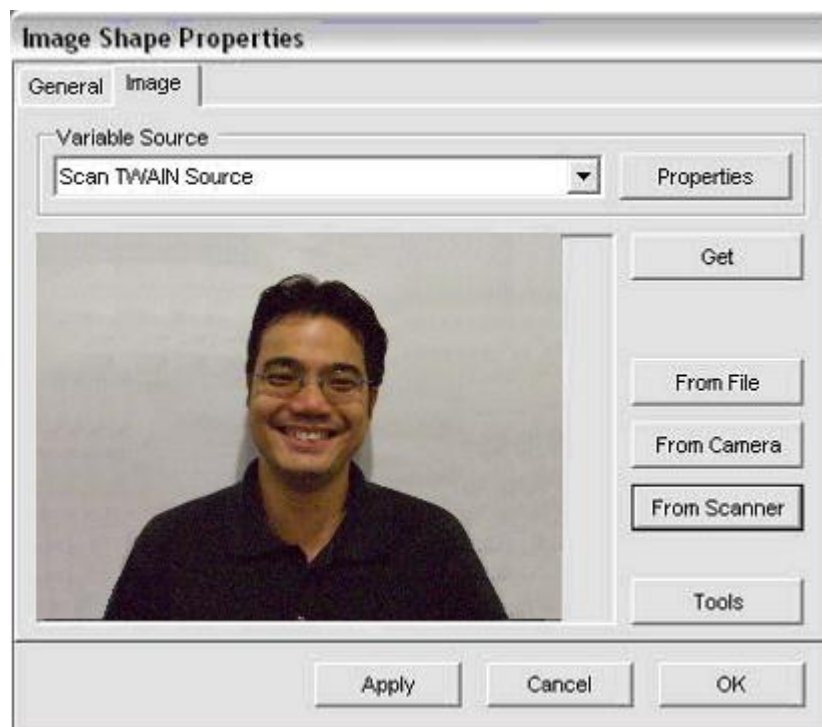 Image Shape Properties
General Image
Variable Source
Scan TWAIN Source
Properties
Get
From File
From Camera
From Scanner
Tools
Apply Cancel OK